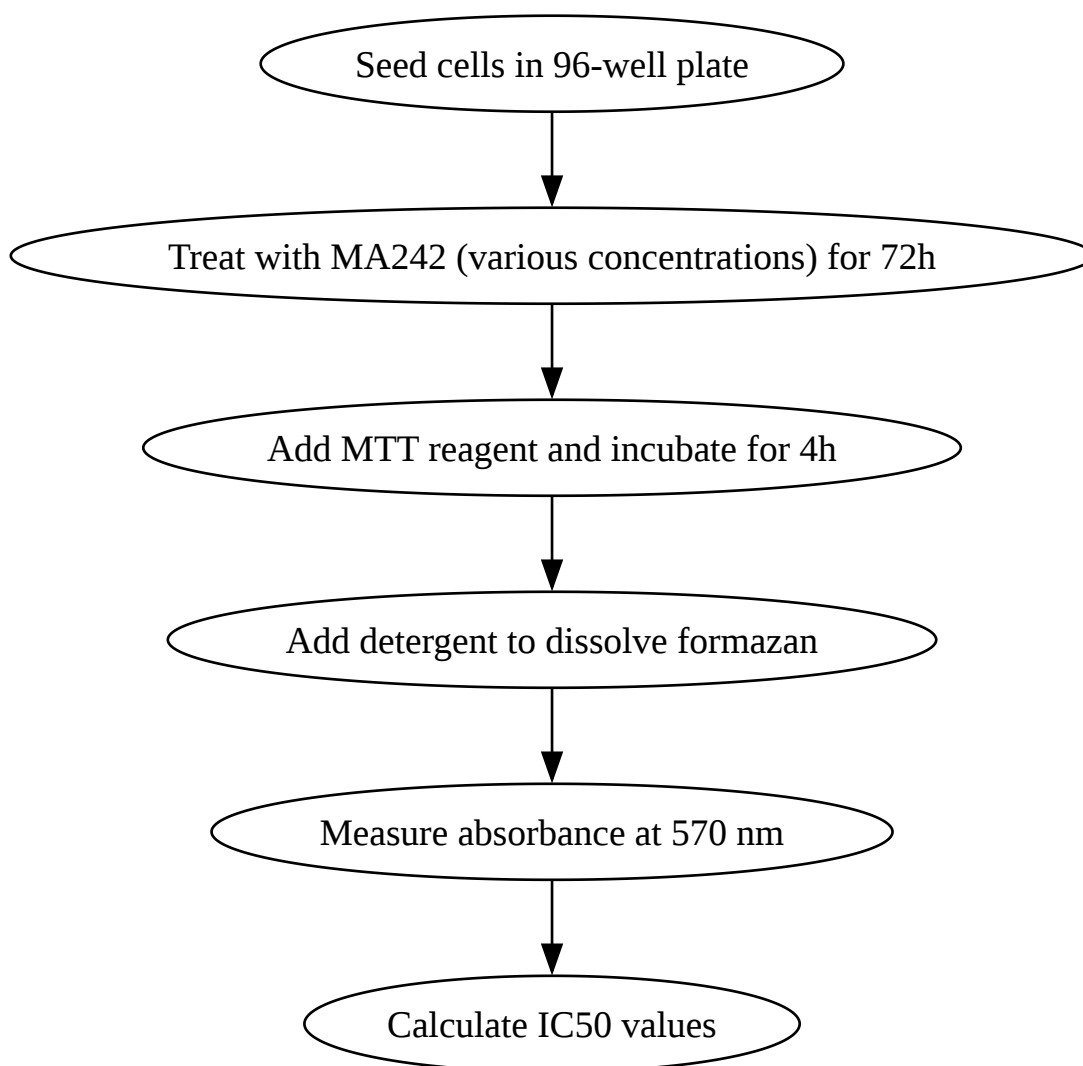 Seed cells in 96-well plate
Treat with MA242 (various concentrations) for 72h
Add MTT reagent and incubate for 4h
Add detergent to dissolve formazan
Measure absorbance at 570 nm
Calculate IC50 values